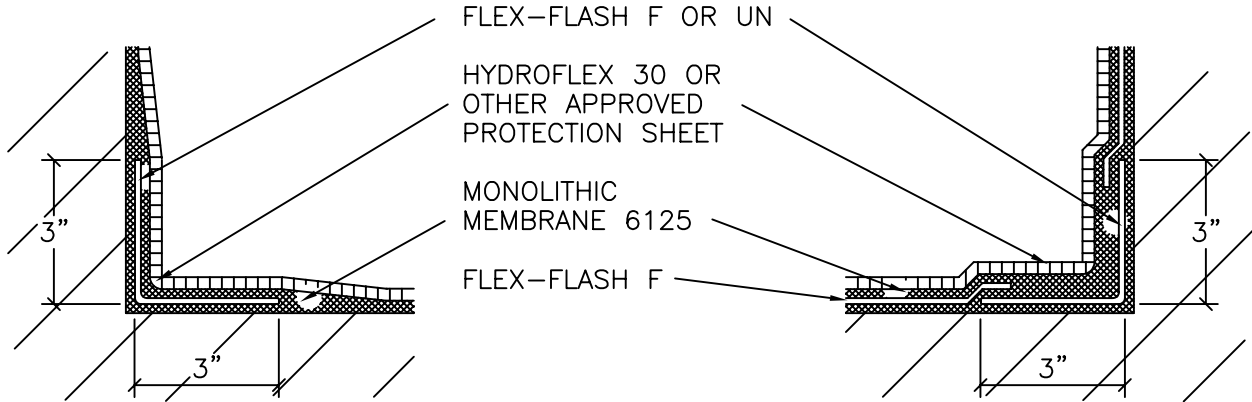 FLEX-FLASH F OR UN
HYDROFLEX 30 OR
OTHER APPROVED
PROTECTION SHEET
MONOLITHIC
MEMBRANE 6125
FLEX-FLASH F
3”
3”
3”
3”